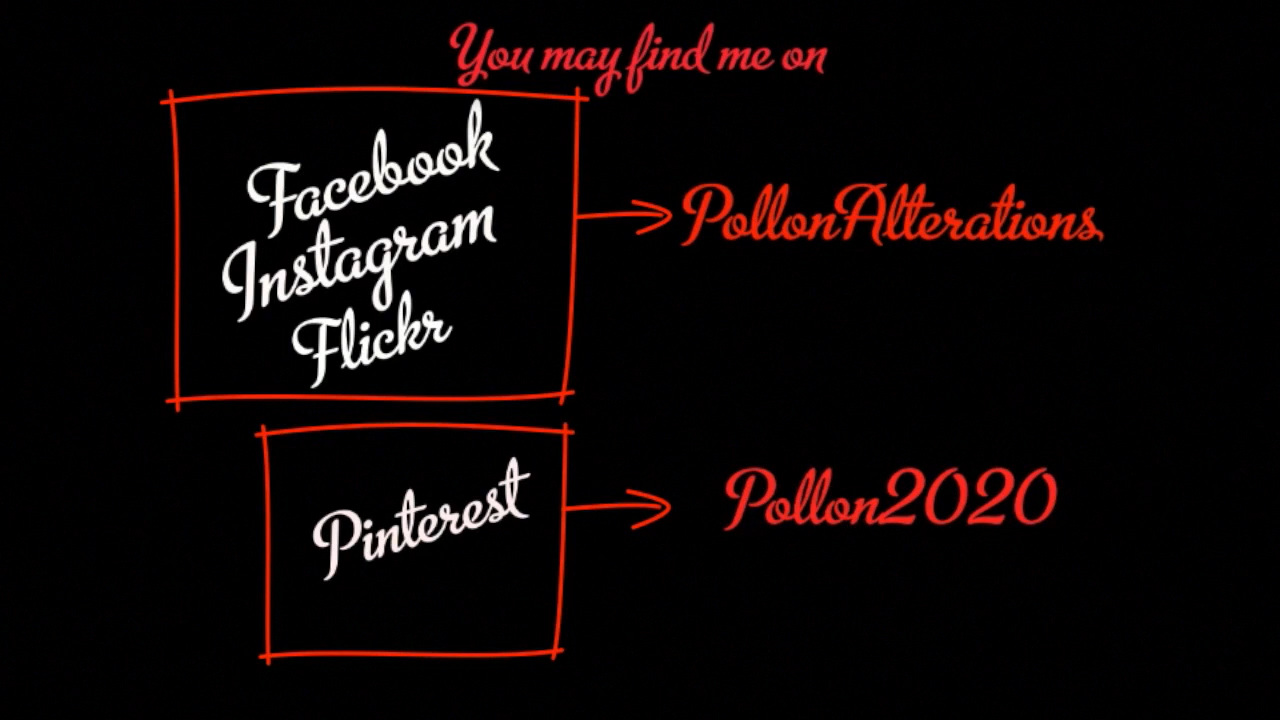 You may find me on
Facebook
Instagram
Flickr
PollonAlterations
Pinterest
Pollon2020